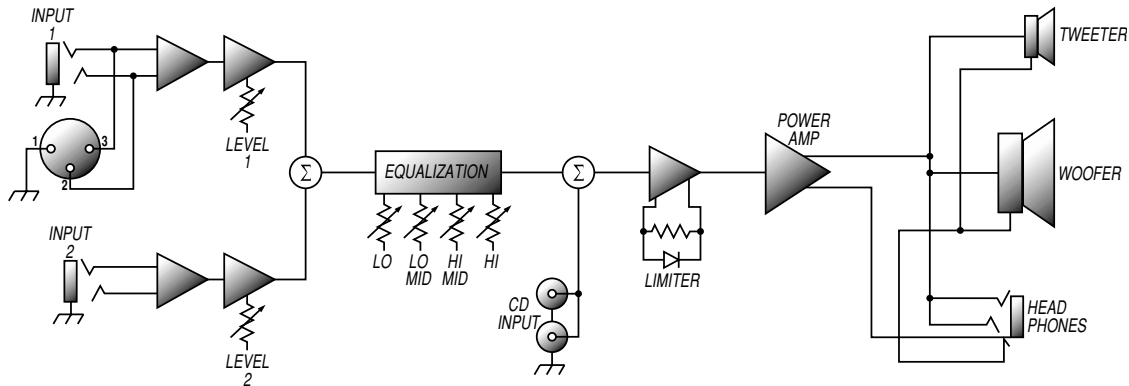 INPUT
1
1
3
2
LEVEL
1
INPUT
2
LEVEL
2
Σ
EQUALIZATION
LO
LO
MID
HI
MID
HI
Σ
CD
INPUT
LIMITER
POWER
AMP
TWEETER
WOOFER
HEAD
PHONES